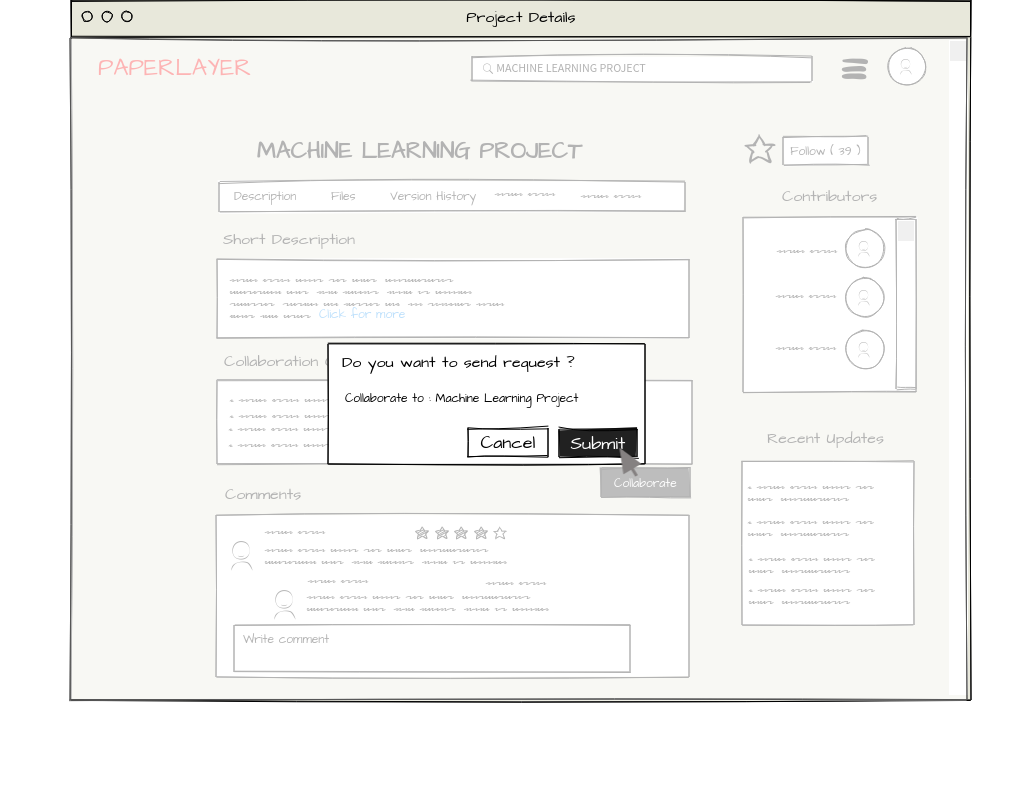 Project Details
PAPERLAYER
MACHINE LEARNING PROJECT
MACHINE LEARNING PROJECT
Follow ( 39 )
Description Files Version History
Contributors
Short Description
Click for more
Collaboration
Do you want to send request ?
Collaborate to : Machine Learning Project
Cancel Submit
Collaborate
Recent Updates
Comments
Write comment